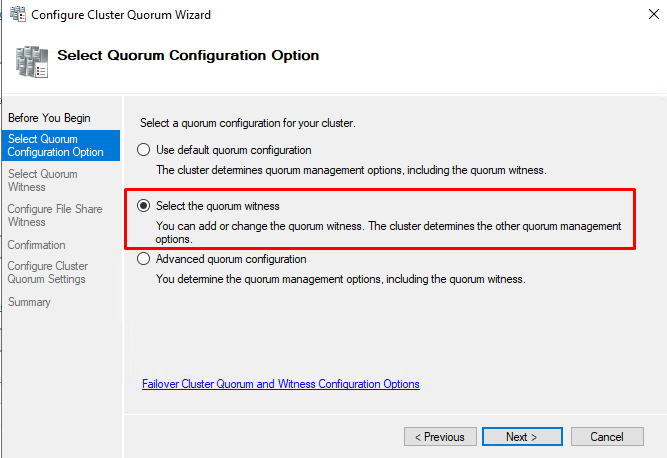 Configure Cluster Quorum Wizard
Select Quorum Configuration Option
Before You Begin
Select Quorum
Configuration Option
Select Quorum
Witness
Configure File Share
Witness
Confirmation
Configure Cluster
Quorum Settings
Summary
Select a quorum configuration for your cluster.
Use default quorum configuration
The cluster determines quorum management options, including the quorum witness.
Select the quorum witness
You can add or change the quorum witness. The cluster determines the other quorum management
options.
Advanced quorum configuration
You determine the quorum management options, including the quorum witness.
Failover Cluster Quorum and Witness Configuration Options
< Previous
Next >
Cancel